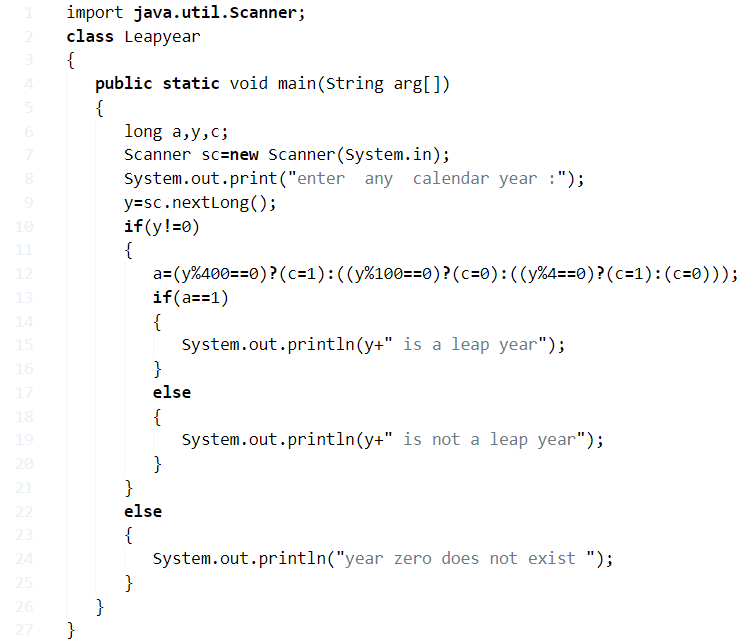 1 import java.util.Scanner;
2 class Leapyear
3 {
4 public static void main(String arg[])
5 {
6 long a,y,c;
7 Scanner sc=new Scanner(System.in);
8 System.out.print("enter  any  calendar year :");
9 y=sc.nextLong();
10 if(y!=0)
11 {
12 a=(y%400==0)?(c=1):((y%100==0)?(c=0):((y%4==0)?(c=1):(c=0)));
13 if(a==1)
14 {
15 System.out.println(y+" is a leap year");
16 }
17 else
18 {
19 System.out.println(y+" is not a leap year");
20 }
21 }
22 else
23 {
24 System.out.println("year zero does not exist ");
25 }
26 }
27 }